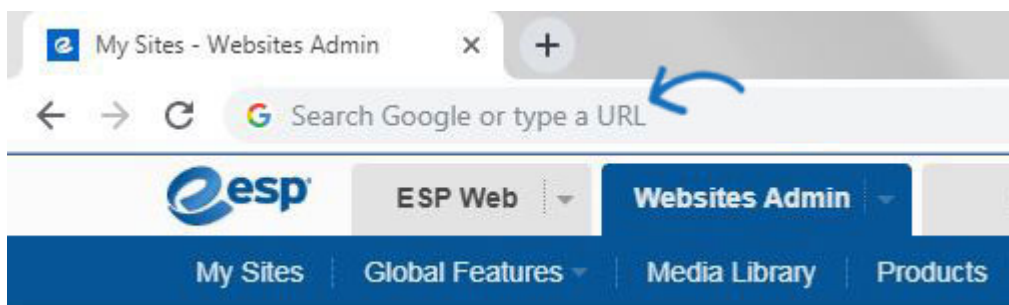 My Sites - Websites Admin
Search Google or type a URL
esp ESP Web Websites Admin
My Sites Global Features Media Library Products